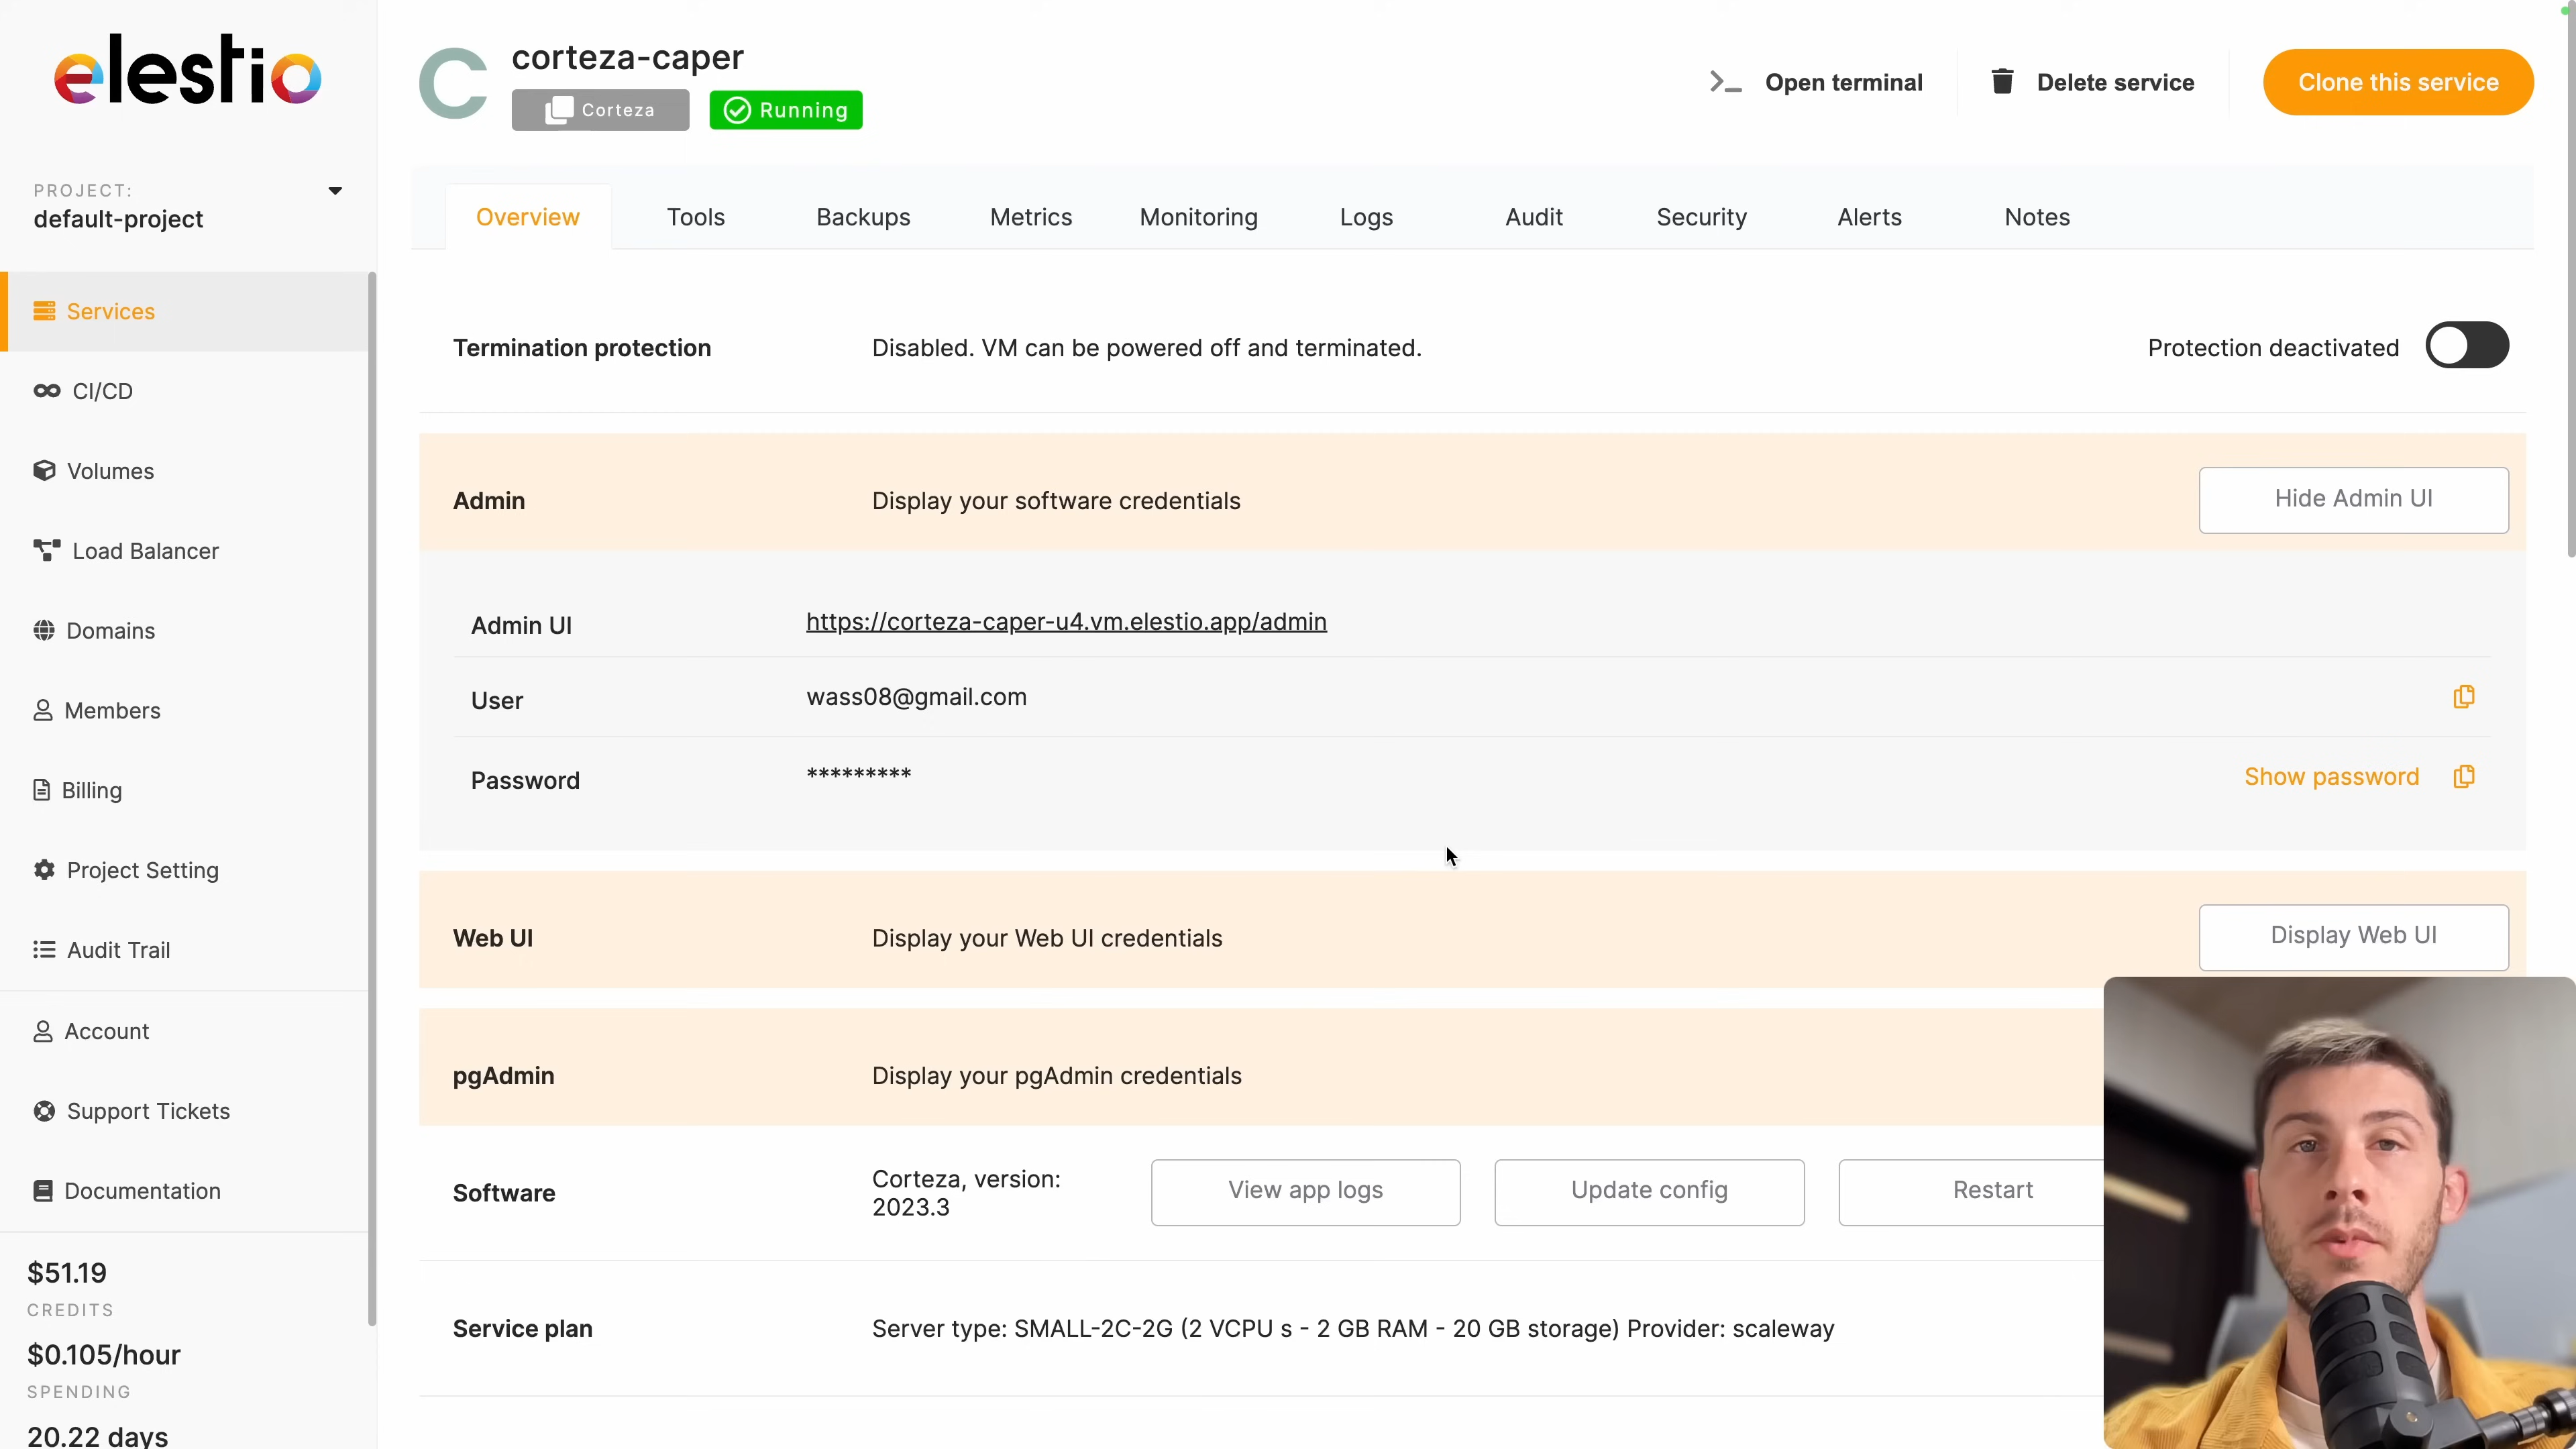 elestio
PROJECT:
default-project
Services
CI/CD
Volumes
Load Balancer
Domains
Members
Billing
Project Setting
Audit Trail
Account
Support Tickets
Documentation
$51.19
CREDITS
$0.105/hour
SPENDING
20.22 days
C
corteza-caper
Corteza
Running
Open terminal
Delete service
Clone this service
Overview Tools Backups Metrics Monitoring Logs Audit Security Alerts Notes
Termination protection Disabled. VM can be powered off and terminated. Protection deactivated
Admin Display your software credentials Hide Admin UI
Admin UI https://corteza-caper-u4.vm.elestio.app/admin
User wass08@gmail.com
Password ********* Show password
Web UI Display your Web UI credentials Display Web UI
pgAdmin Display your pgAdmin credentials
Software Corteza, version:
2023.3
View app logs Update config Restart
Service plan Server type: SMALL-2C-2G (2 VCPU s - 2 GB RAM - 20 GB storage) Provider: scaleway